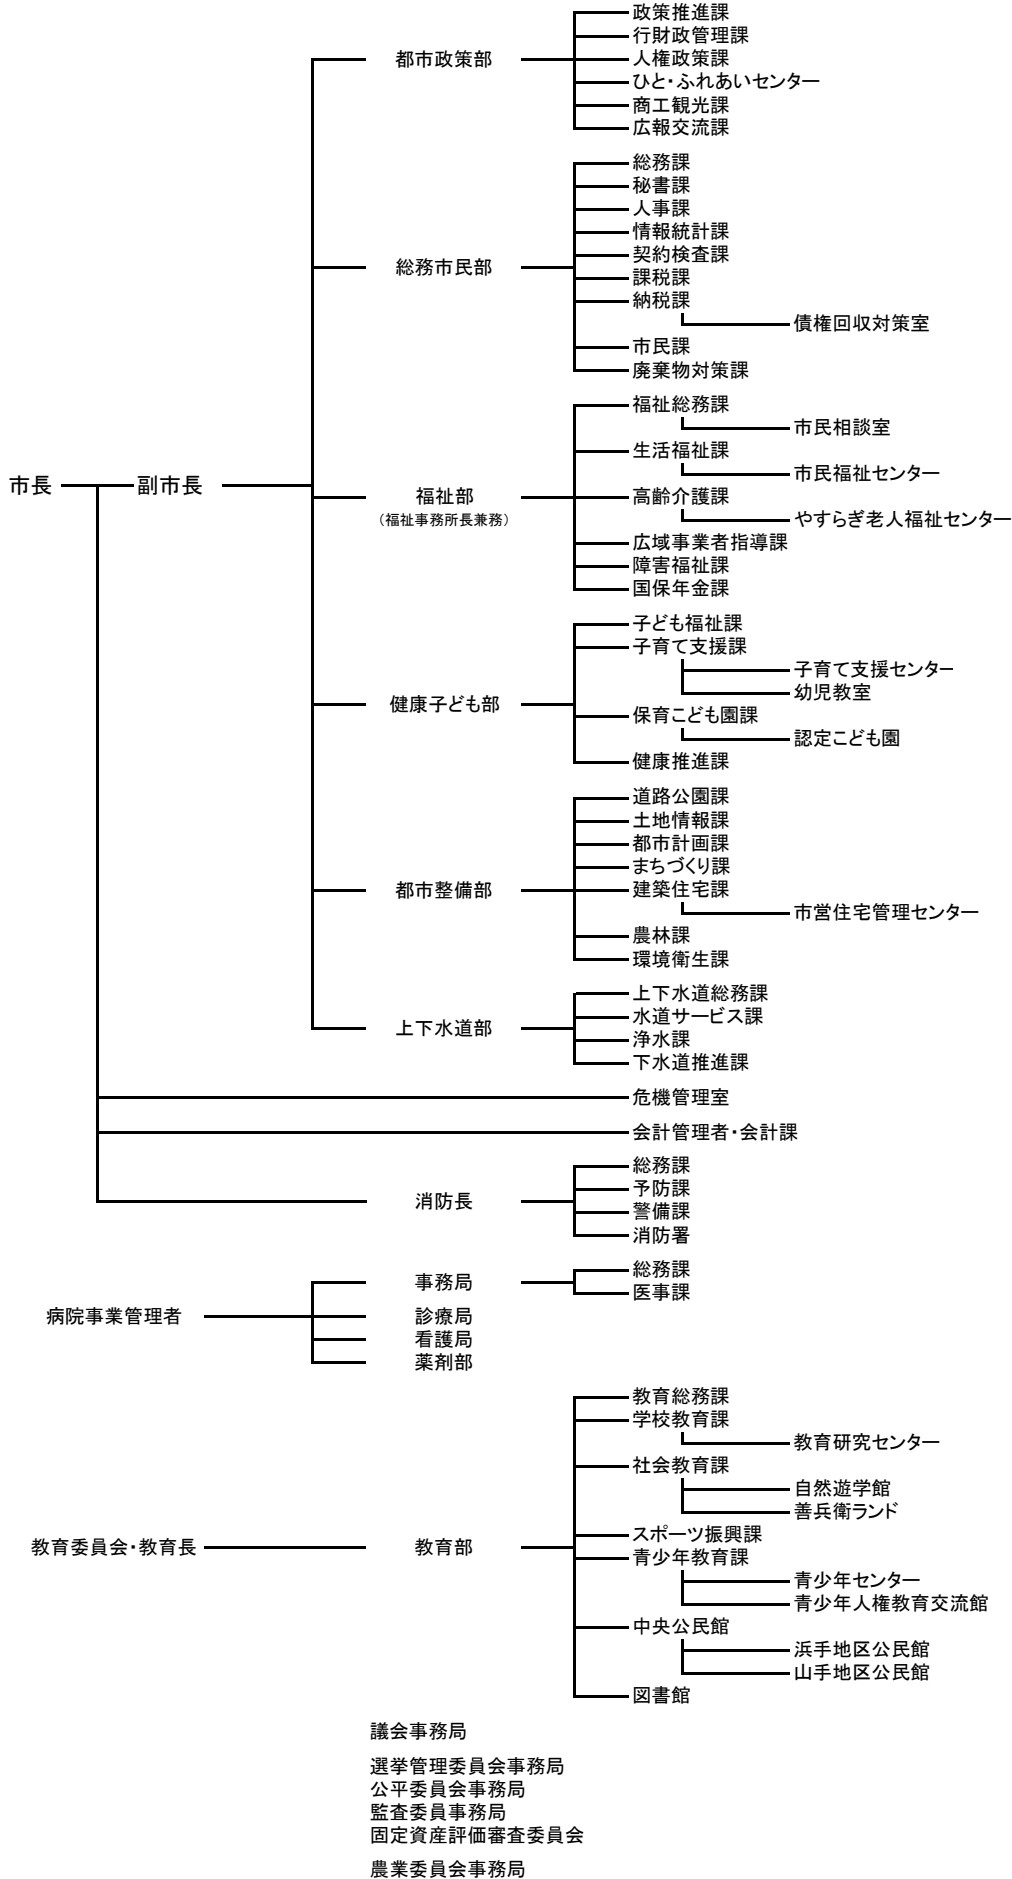 政策推進課
行財政管理課
都市政策部
人権政策課
ひと・ふれあいセンター
商工観光課
広報交流課
総務課
秘書課
人事課
情報統計課
契約検査課
総務市民部
課税課
納税課
債権回収対策室
市民課
廃棄物対策課
福祉総務課
市民相談室
生活福祉課
市民福祉センター
市長
副市長
福祉部
(福祉事務所長兼務)
高齢介護課
やすらぎ老人福祉センター
広域事業者指導課
障害福祉課
国保年金課
子ども福祉課
子育て支援課
子育て支援センター
幼児教室
健康子ども部
保育こども園課
認定こども園
健康推進課
道路公園課
土地情報課
都市計画課
まちづくり課
都市整備部
建築住宅課
市営住宅管理センター
農林課
環境衛生課
上下水道総務課
水道サービス課
上下水道部
浄水課
下水道推進課
危機管理室
会計管理者・会計課
総務課
予防課
消防長
警備課
消防署
総務課
事務局
医事課
病院事業管理者
診療局
看護局
薬剤部
教育総務課
学校教育課
教育研究センター
社会教育課
自然遊学館
善兵衛ランド
スポーツ振興課
教育委員会・教育長
教育部
青少年教育課
青少年センター
青少年人権教育交流館
中央公民館
浜手地区公民館
山手地区公民館
図書館
議会事務局
選挙管理委員会事務局
公平委員会事務局
監査委員事務局
固定資産評価審査委員会
農業委員会事務局